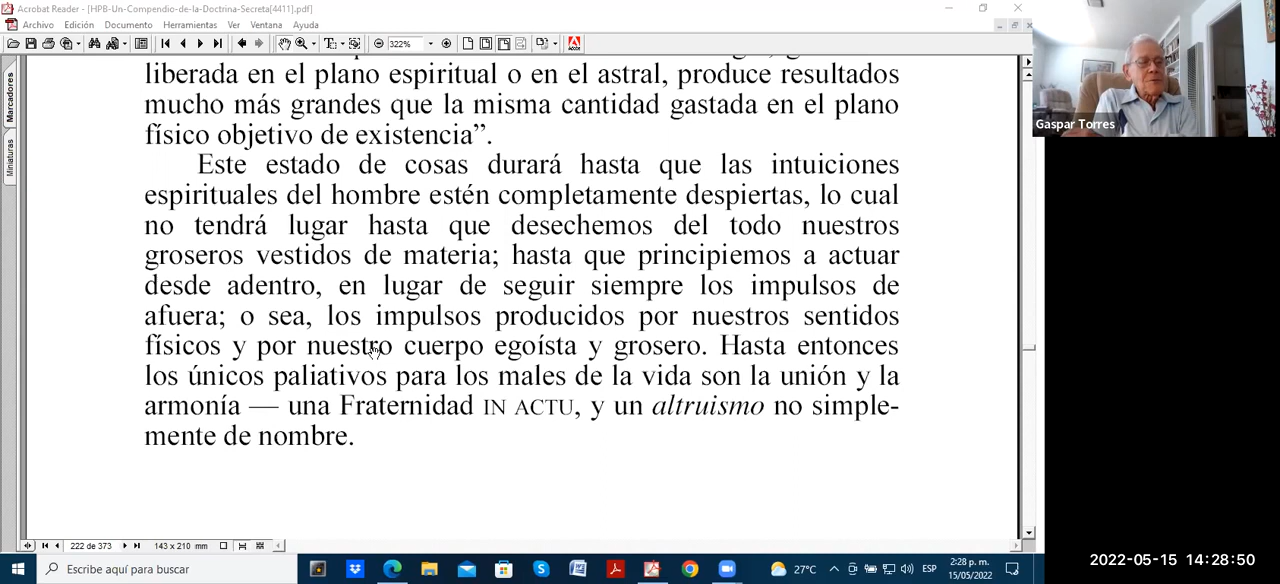 Acrobat Reader - [HPB-Un-Compendio-de-la-Doctrina-Secreta[4411].pdf]
Archivo Edición Documento Herramientas Ver Ventana Ayuda
322%
Marcadores
Miniaturas
liberada en el plano espiritual o en el astral, produce resultados
mucho más grandes que la misma cantidad gastada en el plano
físico objetivo de existencia”.
Este estado de cosas durará hasta que las intuiciones
espirituales del hombre estén completamente despiertas, lo cual
no tendrá lugar hasta que desechemos del todo nuestros
groseros vestidos de materia; hasta que principiemos a actuar
desde adentro, en lugar de seguir siempre los impulsos de
afuera; o sea, los impulsos producidos por nuestros sentidos
físicos y por nuestro cuerpo egoísta y grosero. Hasta entonces
los únicos paliativos para los males de la vida son la unión y la
armonía — una Fraternidad IN ACTU, y un altruismo no simple-
mente de nombre.
Gaspar Torres
222 de 373
143 x 210 mm
Escribe aquí para buscar
27°C
ESP
2:28 p. m.
15/05/2022
2022-05-15 14:28:50